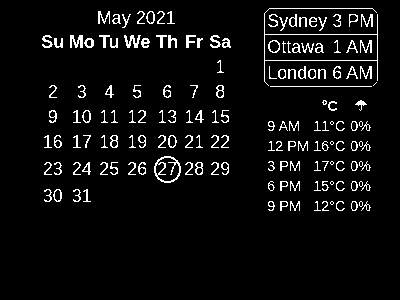 May 2021
Su Mo Tu We Th Fr Sa
1
2 3 4 5 6 7 8
9 10 11 12 13 14 15
16 17 18 19 20 21 22
23 24 25 26 27 28 29
30 31
Sydney 3 PM
Ottawa 1 AM
London 6 AM
°C ☂
9 AM 11°C 0%
12 PM 16°C 0%
3 PM 17°C 0%
6 PM 15°C 0%
9 PM 12°C 0%